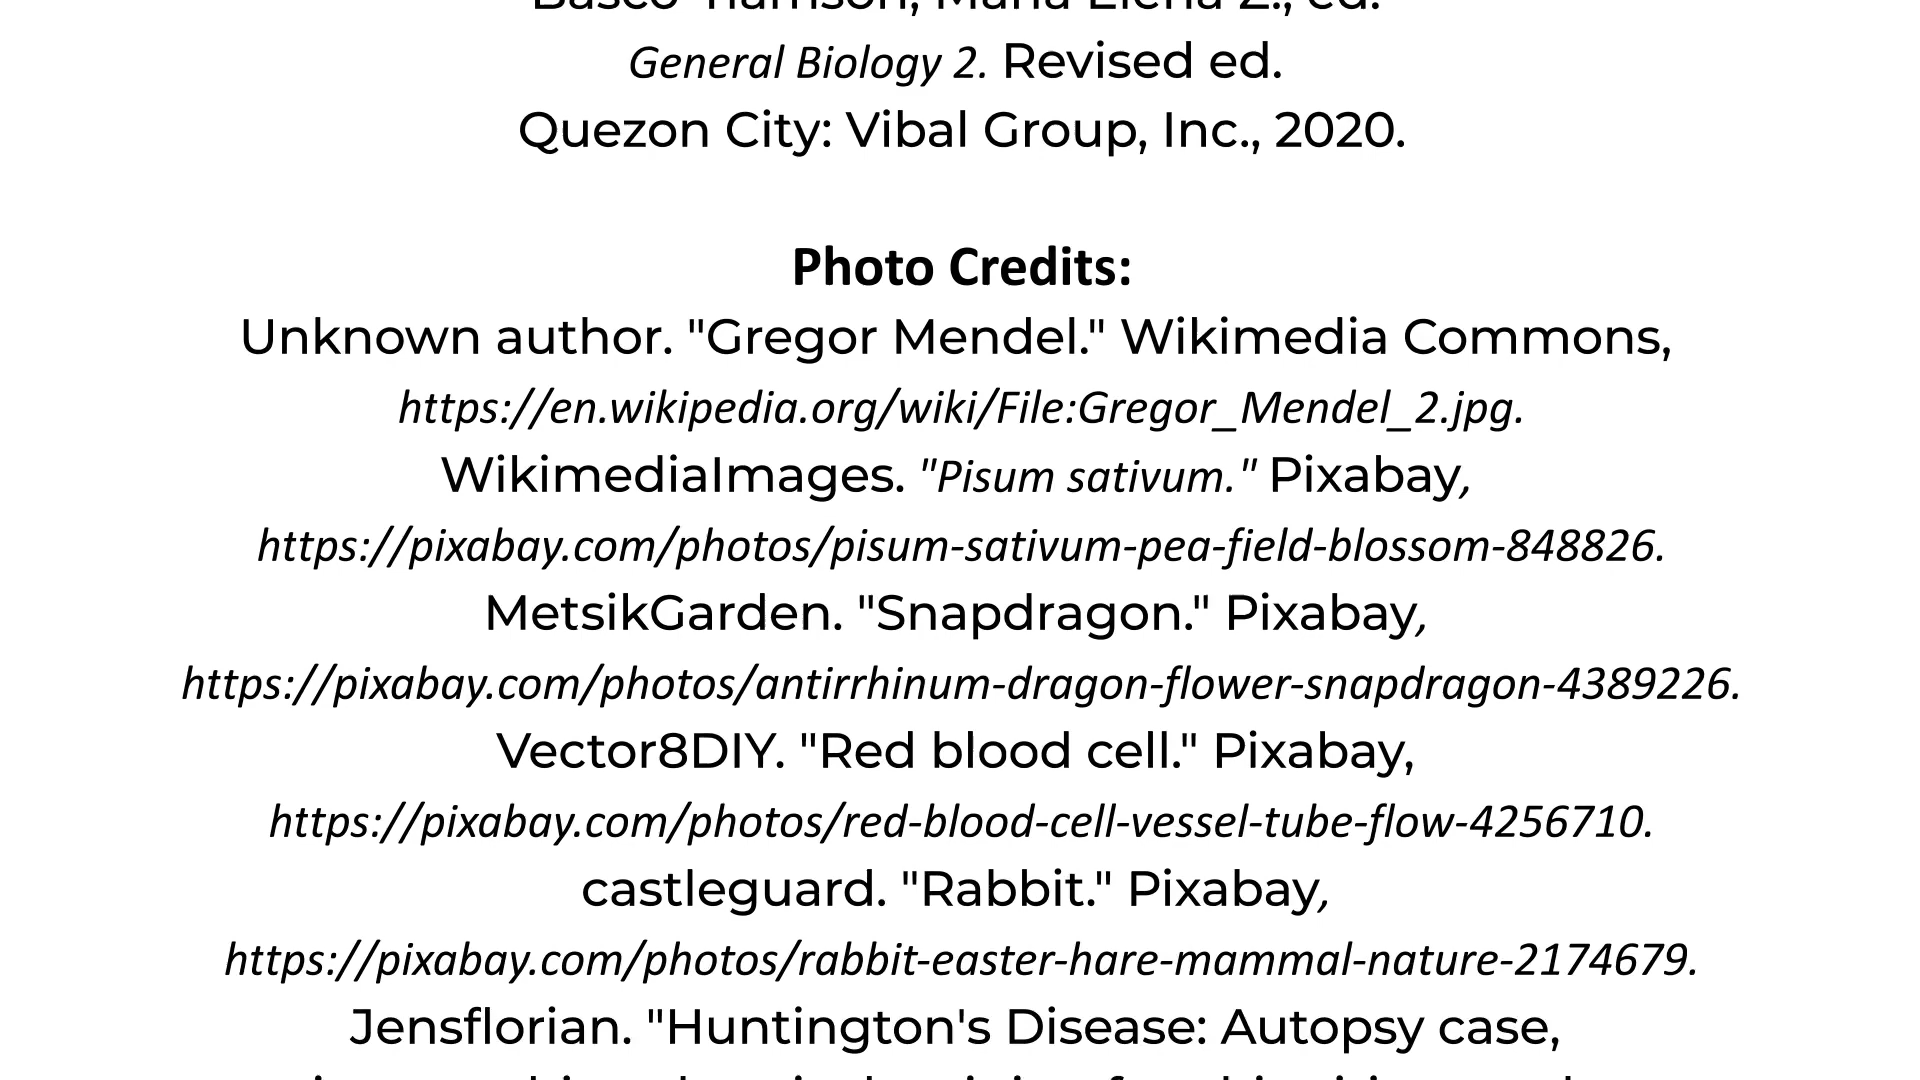 Maria Elena Z., ed.
General Biology 2. Revised ed.
Quezon City: Vibal Group, Inc., 2020.
Photo Credits:
Unknown author. "Gregor Mendel." Wikimedia Commons,
https://en.wikipedia.org/wiki/File:Gregor_Mendel_2.jpg.
WikimediaImages. "Pisum sativum." Pixabay,
https://pixabay.com/photos/pisum-sativum-pea-field-blossom-848826.
MetsikGarden. "Snapdragon." Pixabay,
https://pixabay.com/photos/antirrhinum-dragon-flower-snapdragon-4389226.
Vector8DIY. "Red blood cell." Pixabay,
https://pixabay.com/photos/red-blood-cell-vessel-tube-flow-4256710.
castleguard. "Rabbit." Pixabay,
https://pixabay.com/photos/rabbit-easter-hare-mammal-nature-2174679.
Jensflorian. "Huntington's Disease: Autopsy case,